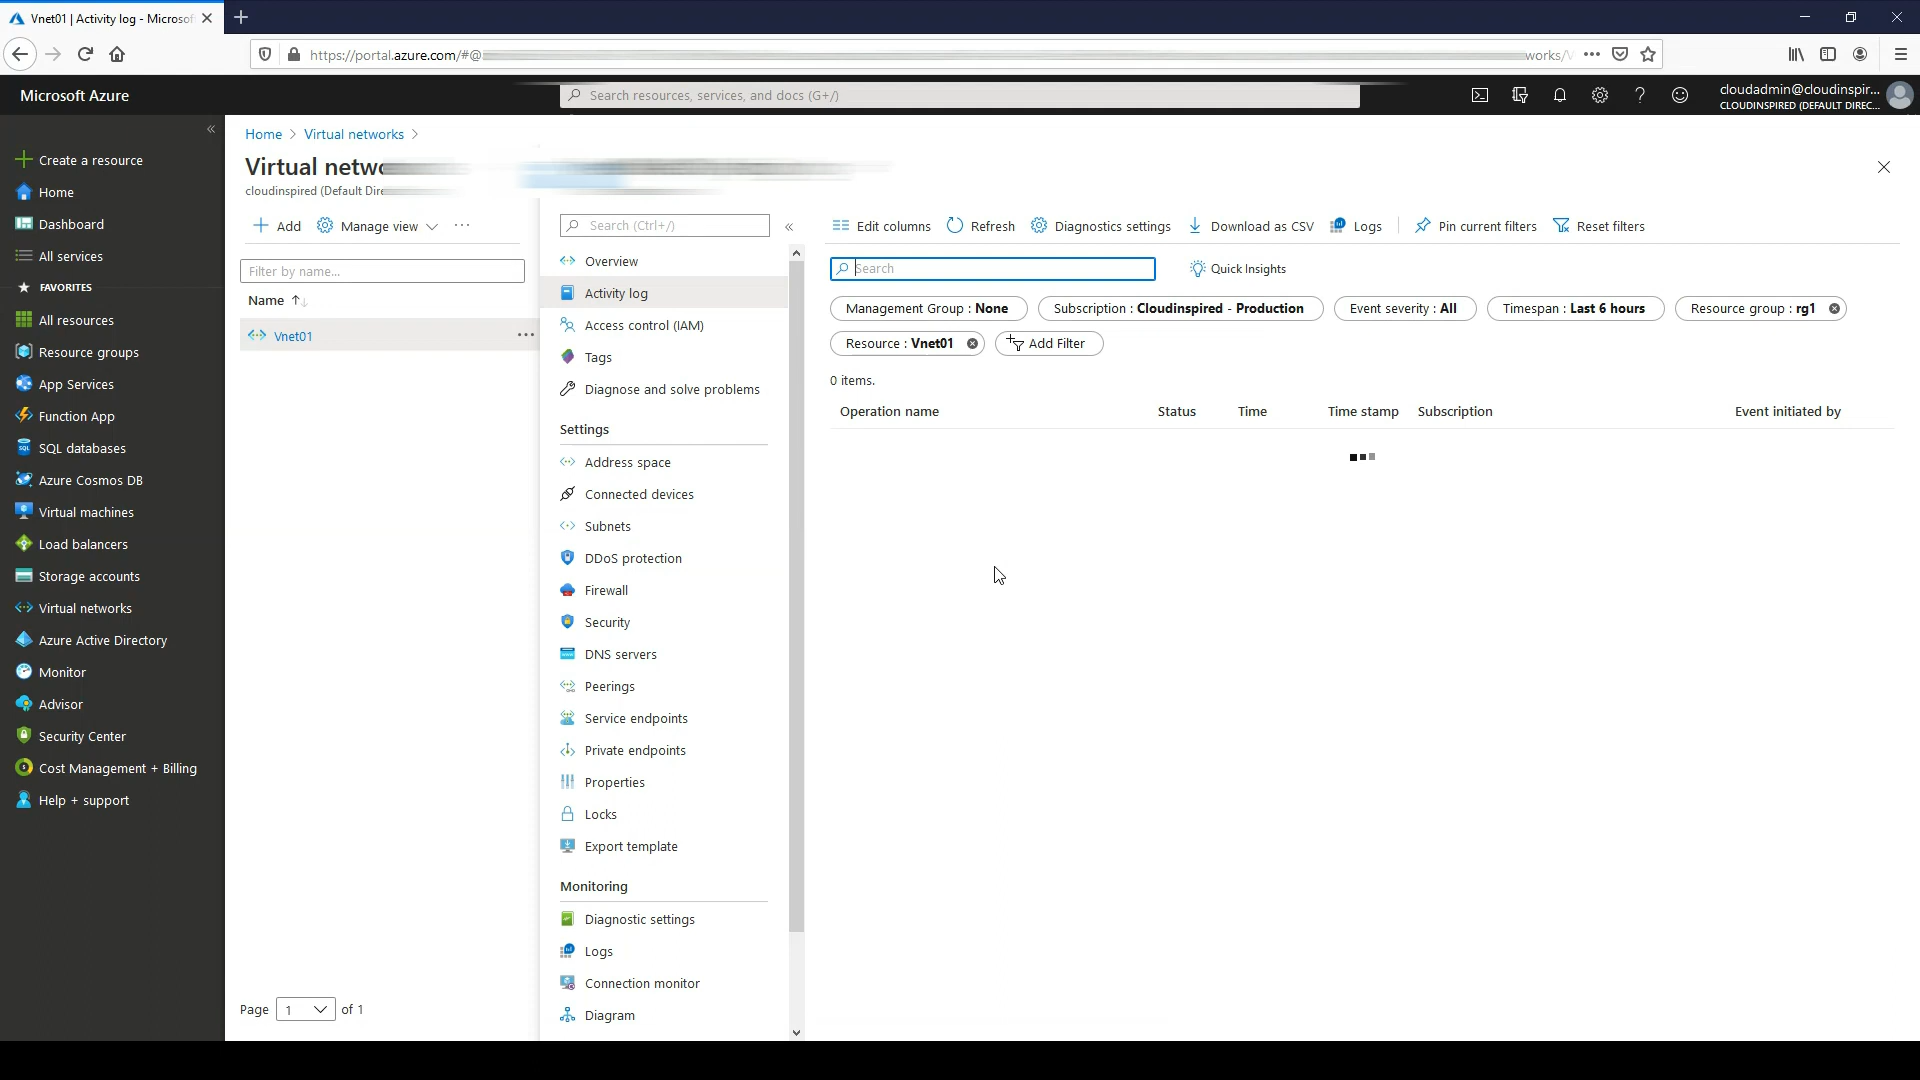 Vnet01 | Activity log - Microsof
https://portal.azure.com/#@
works/V
Microsoft Azure
Search resources, services, and docs (G+/)
cloudadmin@cloudinspir...
CLOUDINSPIRED (DEFAULT DIREC...
Create a resource
Home
Dashboard
All services
FAVORITES
All resources
Resource groups
App Services
Function App
SQL databases
Azure Cosmos DB
Virtual machines
Load balancers
Storage accounts
Virtual networks
Azure Active Directory
Monitor
Advisor
Security Center
Cost Management + Billing
Help + support
Home > Virtual networks >
Virtual netwo
cloudinspired (Default Dire
Add Manage view ...
Filter by name...
Name
Vnet01 ...
Page 1 of 1
Search (Ctrl+/)
Overview
Activity log
Access control (IAM)
Tags
Diagnose and solve problems
Settings
Address space
Connected devices
Subnets
DDoS protection
Firewall
Security
DNS servers
Peerings
Service endpoints
Private endpoints
Properties
Locks
Export template
Monitoring
Diagnostic settings
Logs
Connection monitor
Diagram
Edit columns Refresh Diagnostics settings Download as CSV Logs Pin current filters Reset filters
Search Quick Insights
Management Group : None Subscription : Cloudinspired - Production Event severity : All Timespan : Last 6 hours Resource group : rg1
Resource : Vnet01 Add Filter
0 items.
Operation name Status Time Time stamp Subscription Event initiated by